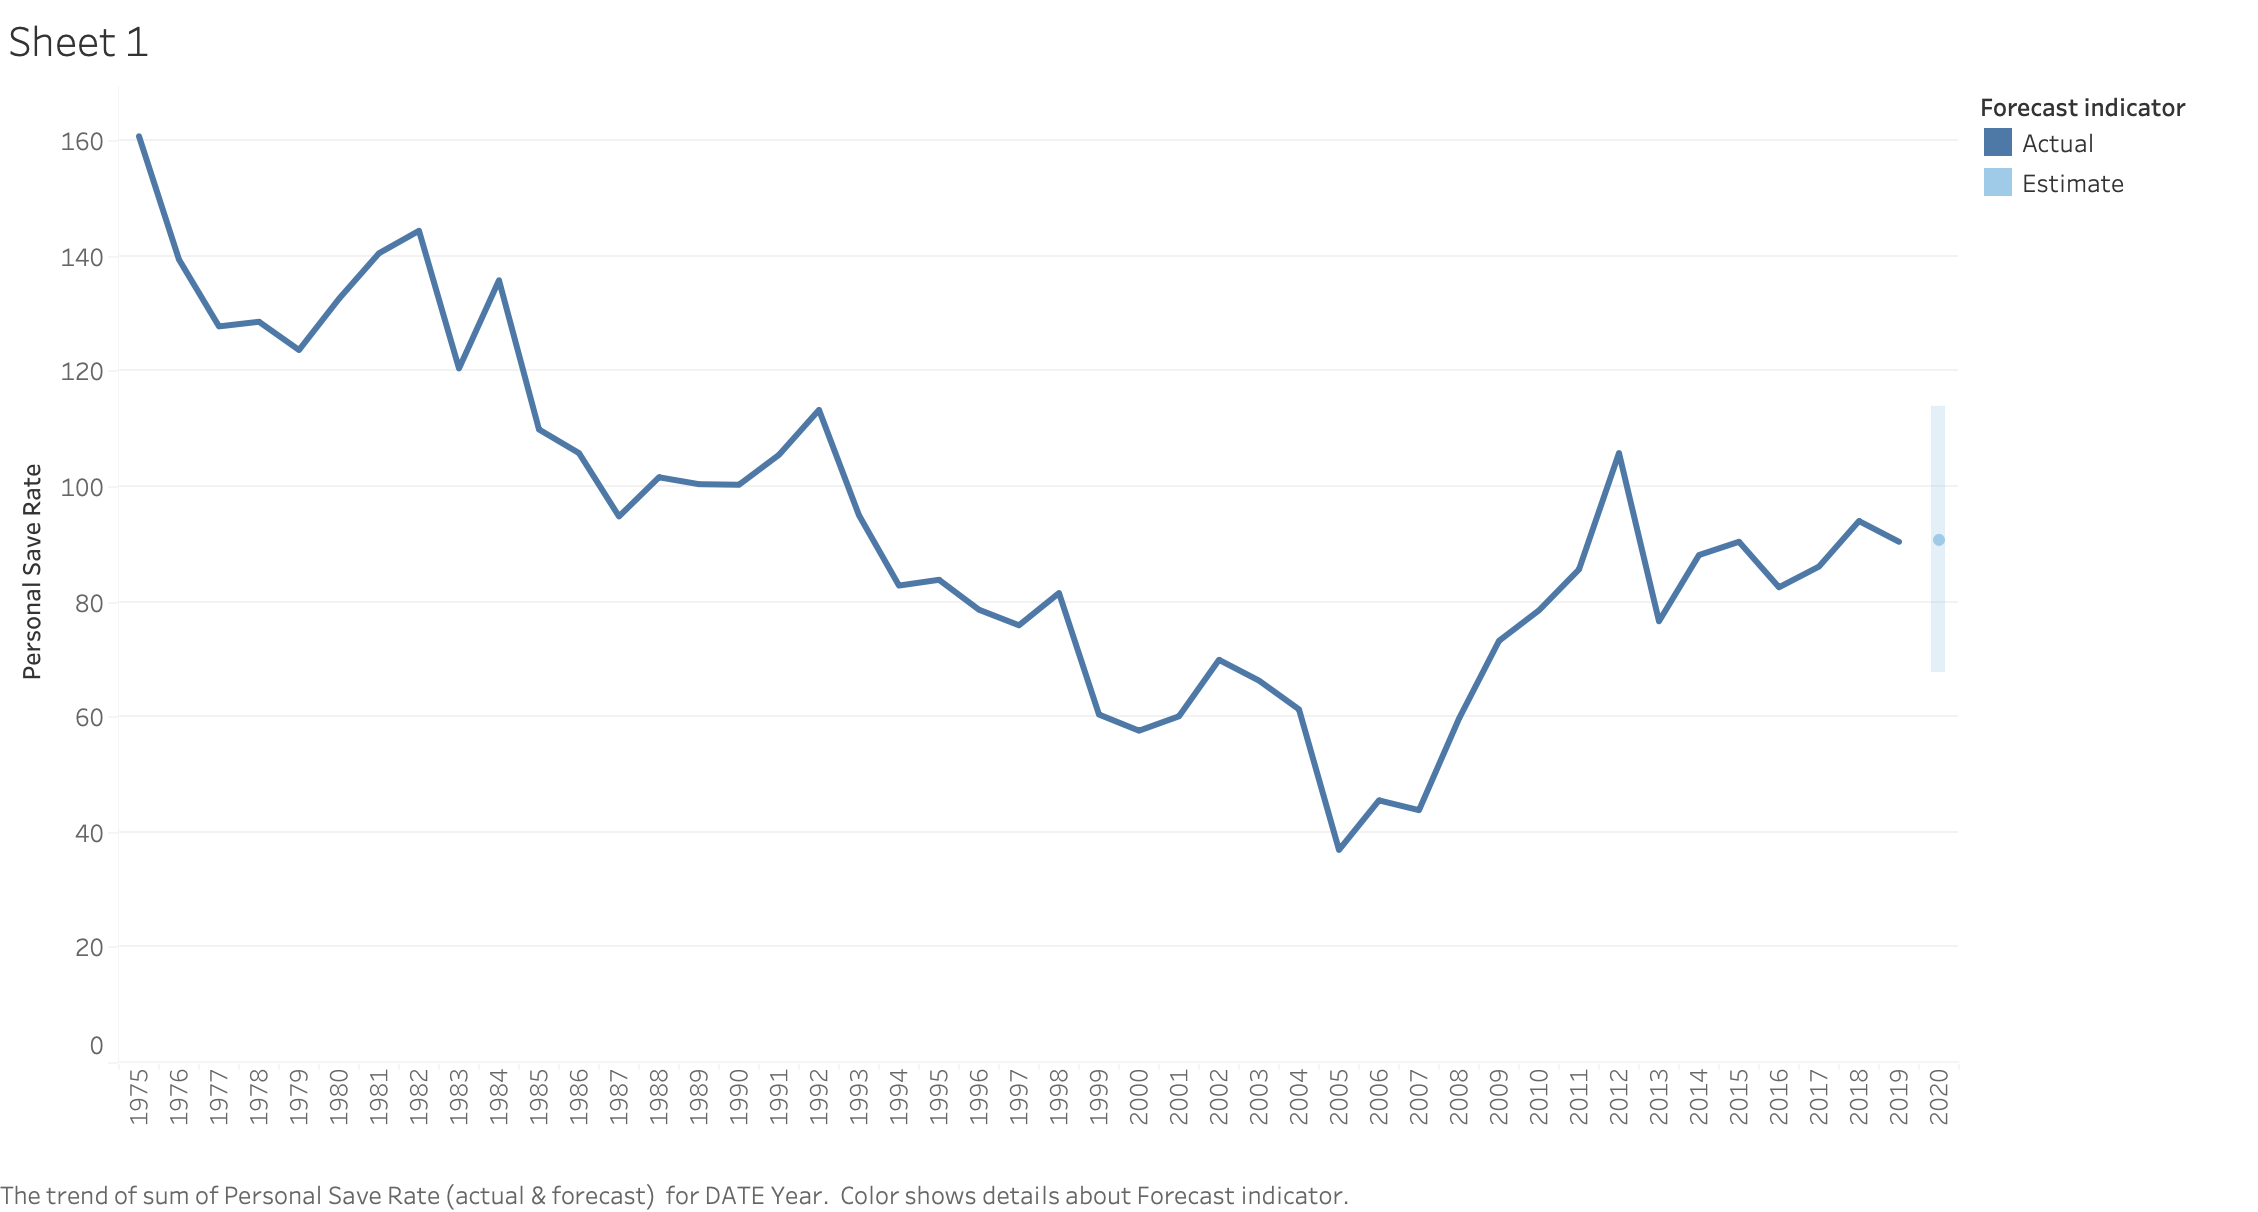 Sheet 1
Forecast indicator
Actual
Estimate
Personal Save Rate
160
140
120
100
80
60
40
20
0
1975 1976 1977 1978 1979 1980 1981 1982 1983 1984 1985 1986 1987 1988 1989 1990 1991 1992 1993 1994 1995 1996 1997 1998 1999 2000 2001 2002 2003 2004 2005 2006 2007 2008 2009 2010 2011 2012 2013 2014 2015 2016 2017 2018 2019 2020
The trend of sum of Personal Save Rate (actual & forecast)  for DATE Year.  Color shows details about Forecast indicator.